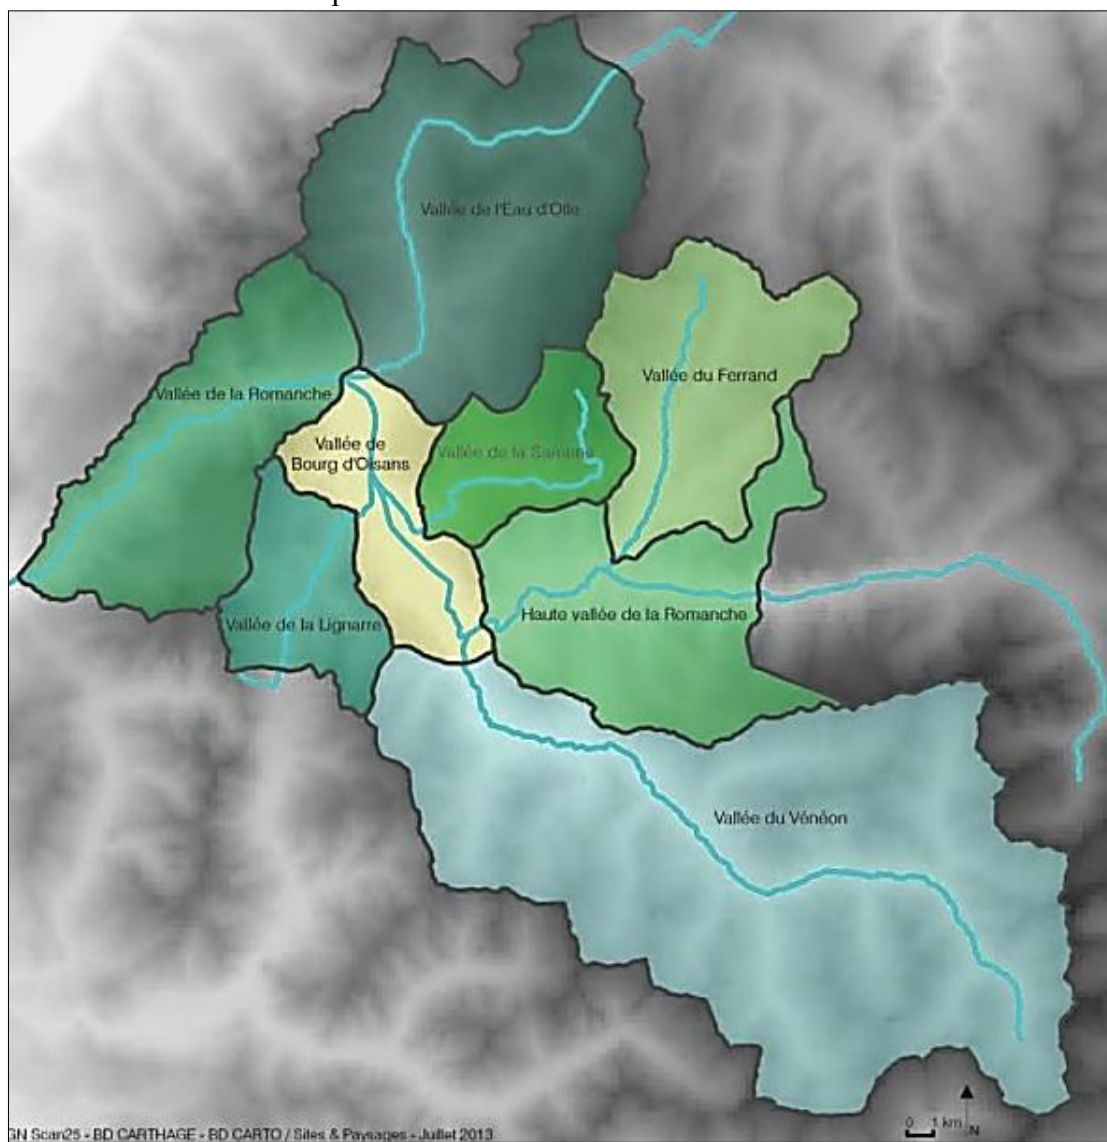 Vallée de l'Eau d'Olle
Vallée du Ferrand
Vallée de la Romanche
Vallée de
Bourg d'Oisans
Vallée de la Sarenne
Haute vallée de la Romanche
Vallée de la Lignarre
Vallée du Vénéon
0 1 km
N
GN Scan25 - BD CARTHAGE - BD CARTO / Sites & Paysages - Juillet 2013